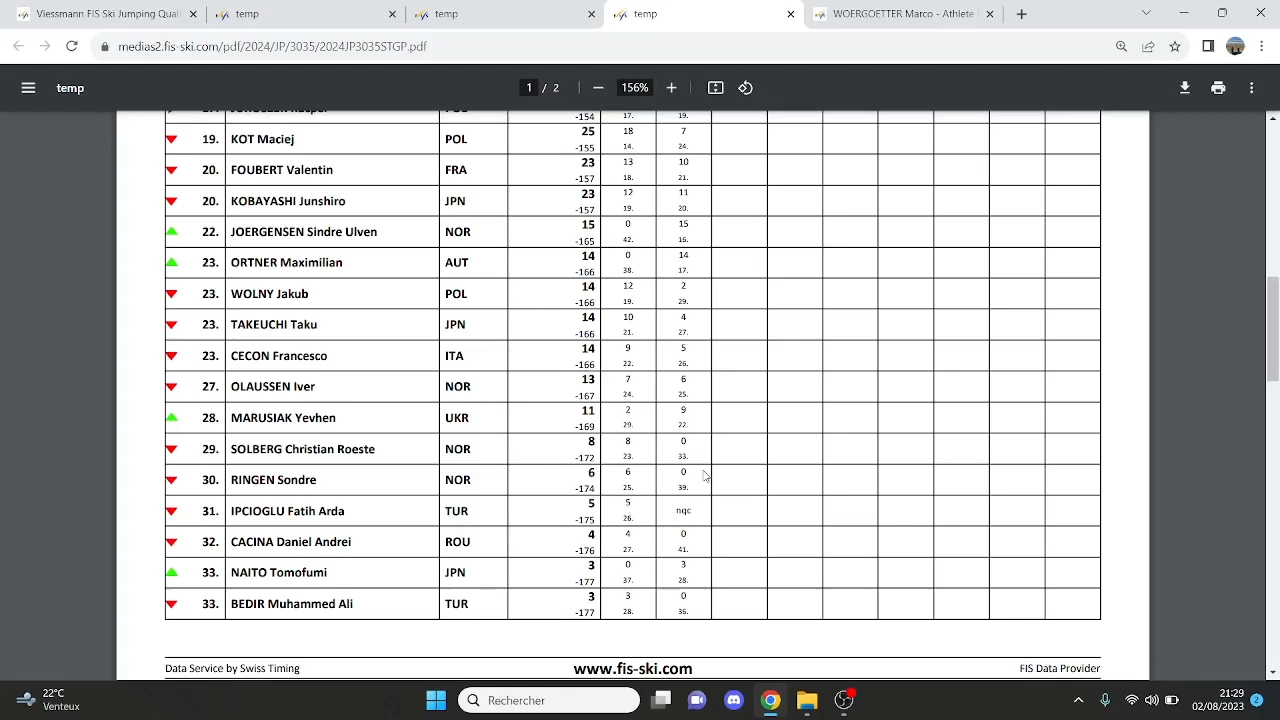 Viessmann FIS Ski Jumping Quali
temp
temp
temp
WOERGOETTER Marco - Athlete
medias2.fis-ski.com/pdf/2024/JP/3035/2024JP3035STGP.pdf
temp
1 / 2
156%
-154 17. 19.
19. KOT Maciej POL 25 18 7
-155 14. 24.
20. FOUBERT Valentin FRA 23 13 10
-157 18. 21.
20. KOBAYASHI Junshiro JPN 23 12 11
-157 19. 20.
22. JOERGENSEN Sindre Ulven NOR 15 0 15
-165 42. 16.
23. ORTNER Maximilian AUT 14 0 14
-166 38. 17.
23. WOLNY Jakub POL 14 12 2
-166 19. 29.
23. TAKEUCHI Taku JPN 14 10 4
-166 21. 27.
23. CECON Francesco ITA 14 9 5
-166 22. 26.
27. OLAUSSEN Iver NOR 13 7 6
-167 24. 25.
28. MARUSIAK Yevhen UKR 11 2 9
-169 29. 22.
29. SOLBERG Christian Roeste NOR 8 8 0
-172 23. 33.
30. RINGEN Sondre NOR 6 6 0
-174 25. 39.
31. IPCIOGLU Fatih Arda TUR 5 5 nqc
-175 26.
32. CACINA Daniel Andrei ROU 4 4 0
-176 27. 41.
33. NAITO Tomofumi JPN 3 0 3
-177 37. 28.
33. BEDIR Muhammed Ali TUR 3 3 0
-177 28. 36.
Data Service by Swiss Timing www.fis-ski.com FIS Data Provider
22°C
Venteux
Rechercher
21:29
02/08/2023
2